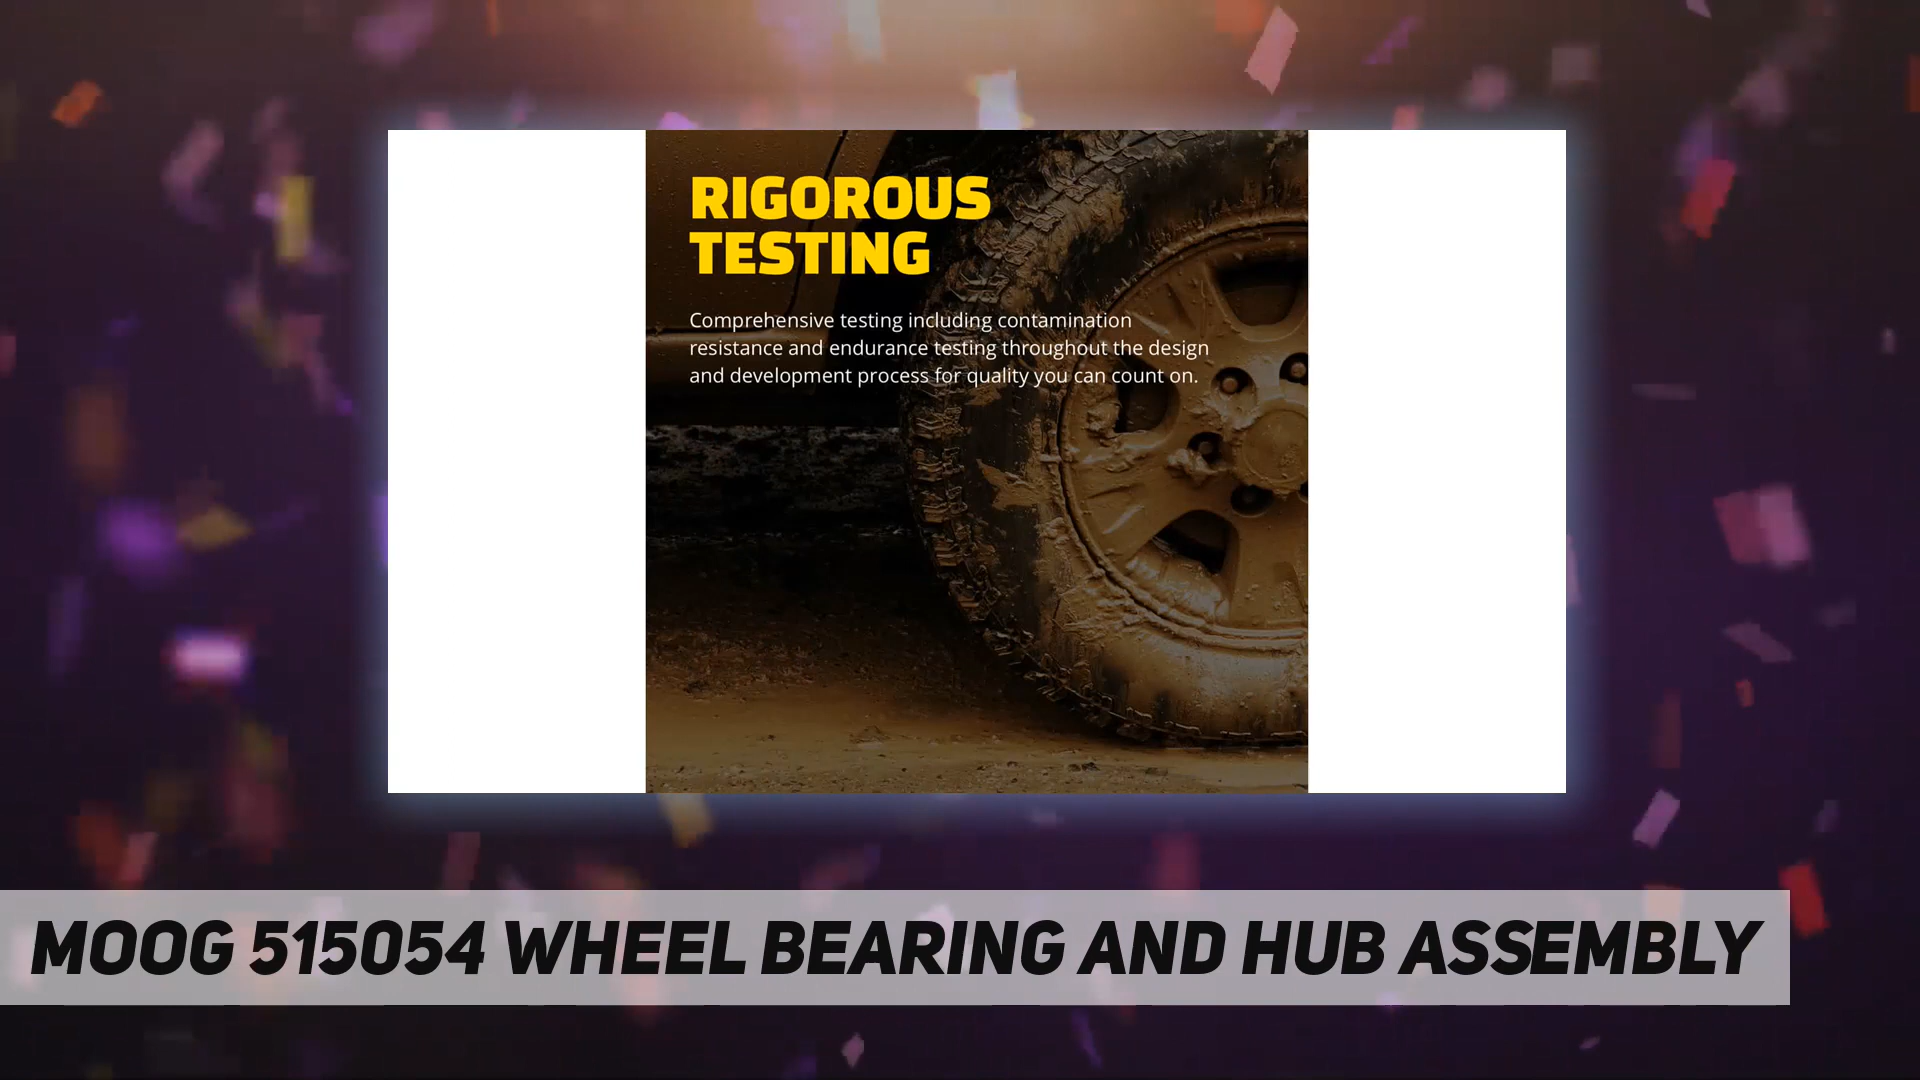 RIGOROUS
TESTING
Comprehensive testing including contamination
resistance and endurance testing throughout the design
and development process for quality you can count on.
MOOG 515054 WHEEL BEARING AND HUB ASSEMBLY